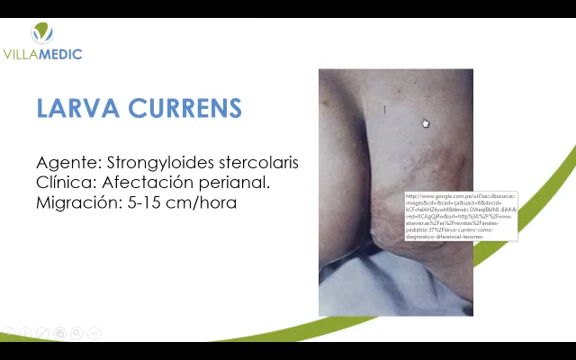 VILLAMEDIC
LARVA CURRENS
Agente: Strongyloides stercolaris
Clínica: Afectación perianal.
Migración: 5-15 cm/hora